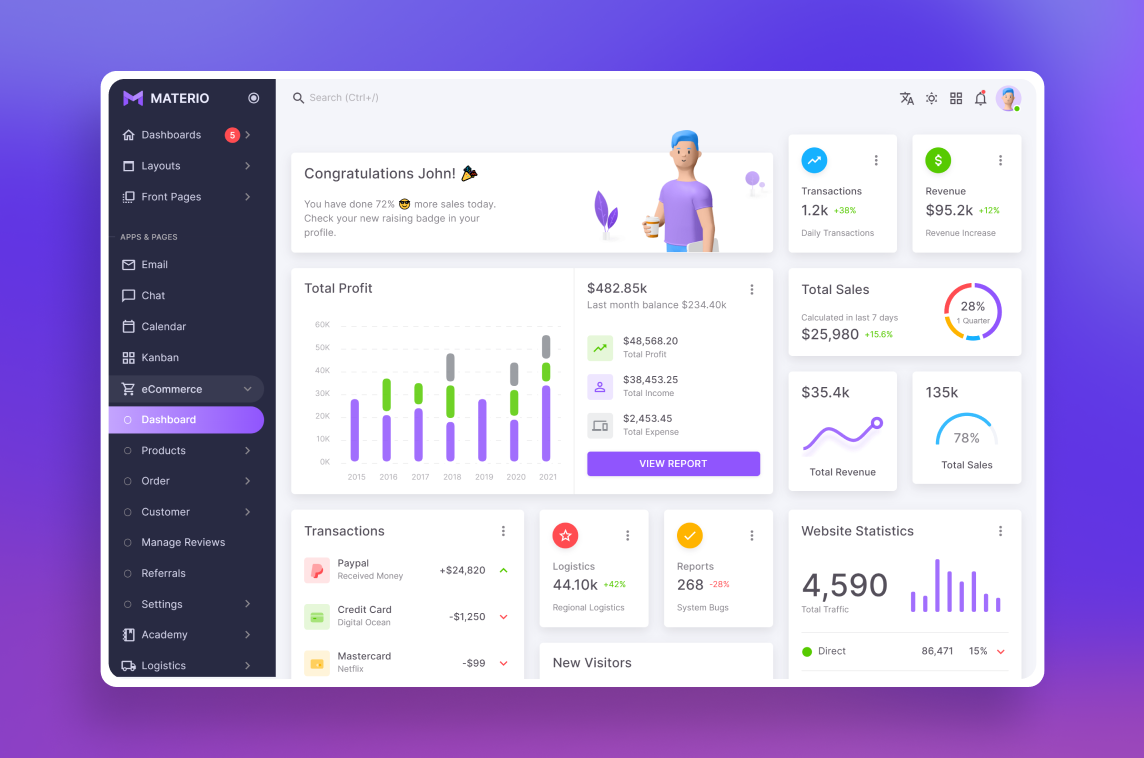 MATERIO
Dashboards 5
Layouts
Front Pages
APPS & PAGES
Email
Chat
Calendar
Kanban
eCommerce
Dashboard
Products
Order
Customer
Manage Reviews
Referrals
Settings
Academy
Logistics
Search (Ctrl+/)
Congratulations John! 🎉
You have done 72% 😎 more sales today.
Check your new raising badge in your
profile.
Transactions
1.2k +38%
Daily Transactions
$
Revenue
$95.2k +12%
Revenue Increase
Total Profit
60K
50K
40K
30K
20K
10K
0K
2015 2016 2017 2018 2019 2020 2021
$482.85k
Last month balance $234.40k
$48,568.20
Total Profit
$38,453.25
Total Income
$2,453.45
Total Expense
VIEW REPORT
Total Sales
Calculated in last 7 days
$25,980 +15.6%
28%
1 Quarter
$35.4k
Total Revenue
135k
78%
Total Sales
Transactions
Paypal
Received Money
+$24,820
Credit Card
Digital Ocean
-$1,250
Mastercard
Netflix
-$99
Logistics
44.10k +42%
Regional Logistics
Reports
268 -28%
System Bugs
New Visitors
Website Statistics
4,590
Total Traffic
Direct 86,471 15%